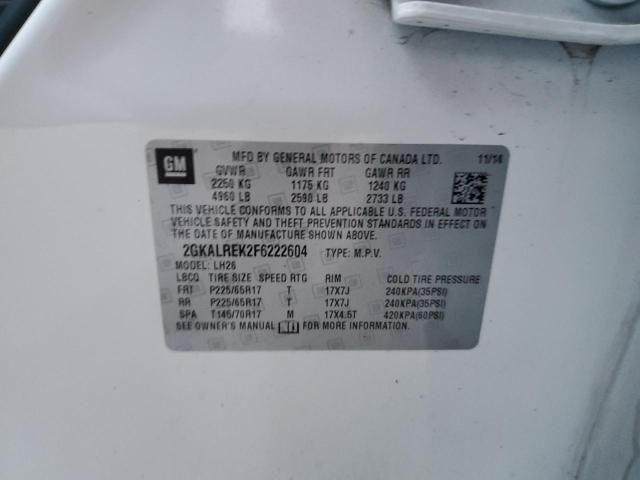 GM
MFD BY GENERAL MOTORS OF CANADA LTD. 11/14
GVWR GAWR FRT GAWR RR
2250 KG 1175 KG 1240 KG
4960 LB 2590 LB 2733 LB
THIS VEHICLE CONFORMS TO ALL APPLICABLE U.S. FEDERAL MOTOR
VEHICLE SAFETY AND THEFT PREVENTION STANDARDS IN EFFECT ON
THE DATE OF MANUFACTURE SHOWN ABOVE.
2GKALREK2F6222604 TYPE: M.P.V.
MODEL: LH26
LBCQ TIRE SIZE SPEED RTG RIM COLD TIRE PRESSURE
FRT P225/65R17 T 17X7J 240KPA(35PSI)
RR P225/65R17 T 17X7J 240KPA(35PSI)
SPA T145/70R17 M 17X4.5T 420KPA(60PSI)
SEE OWNER'S MANUAL FOR MORE INFORMATION.